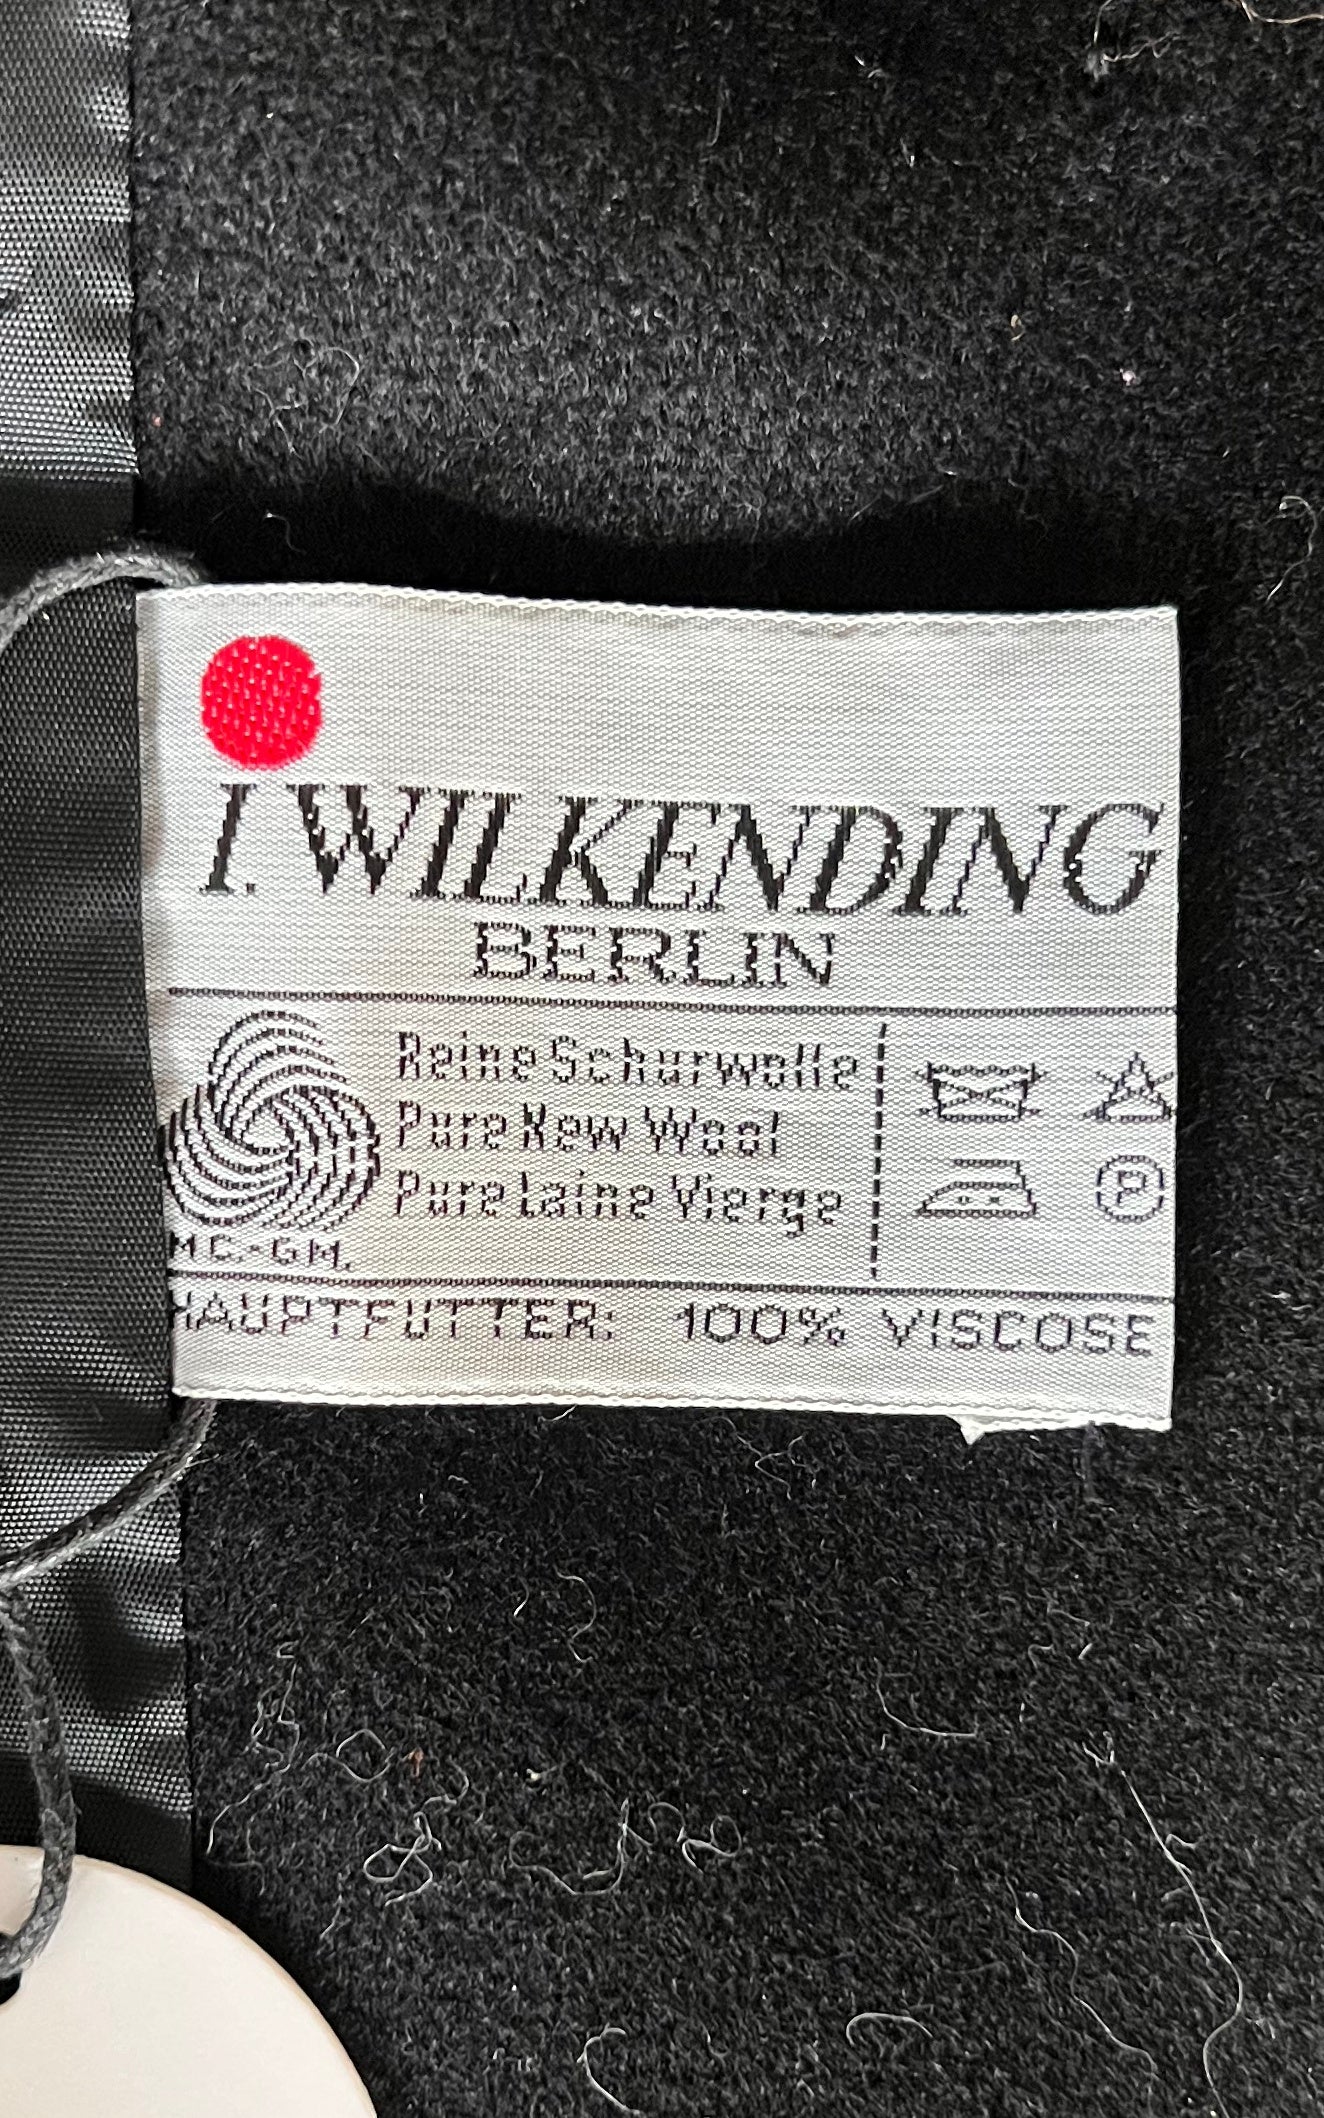 I. WILKENDING
BERLIN
Reine Schurwolle
Pure New Wool
Pure Laine Vierge
M C.-GM.
P
HAUPTFUTTER: 100% VISCOSE